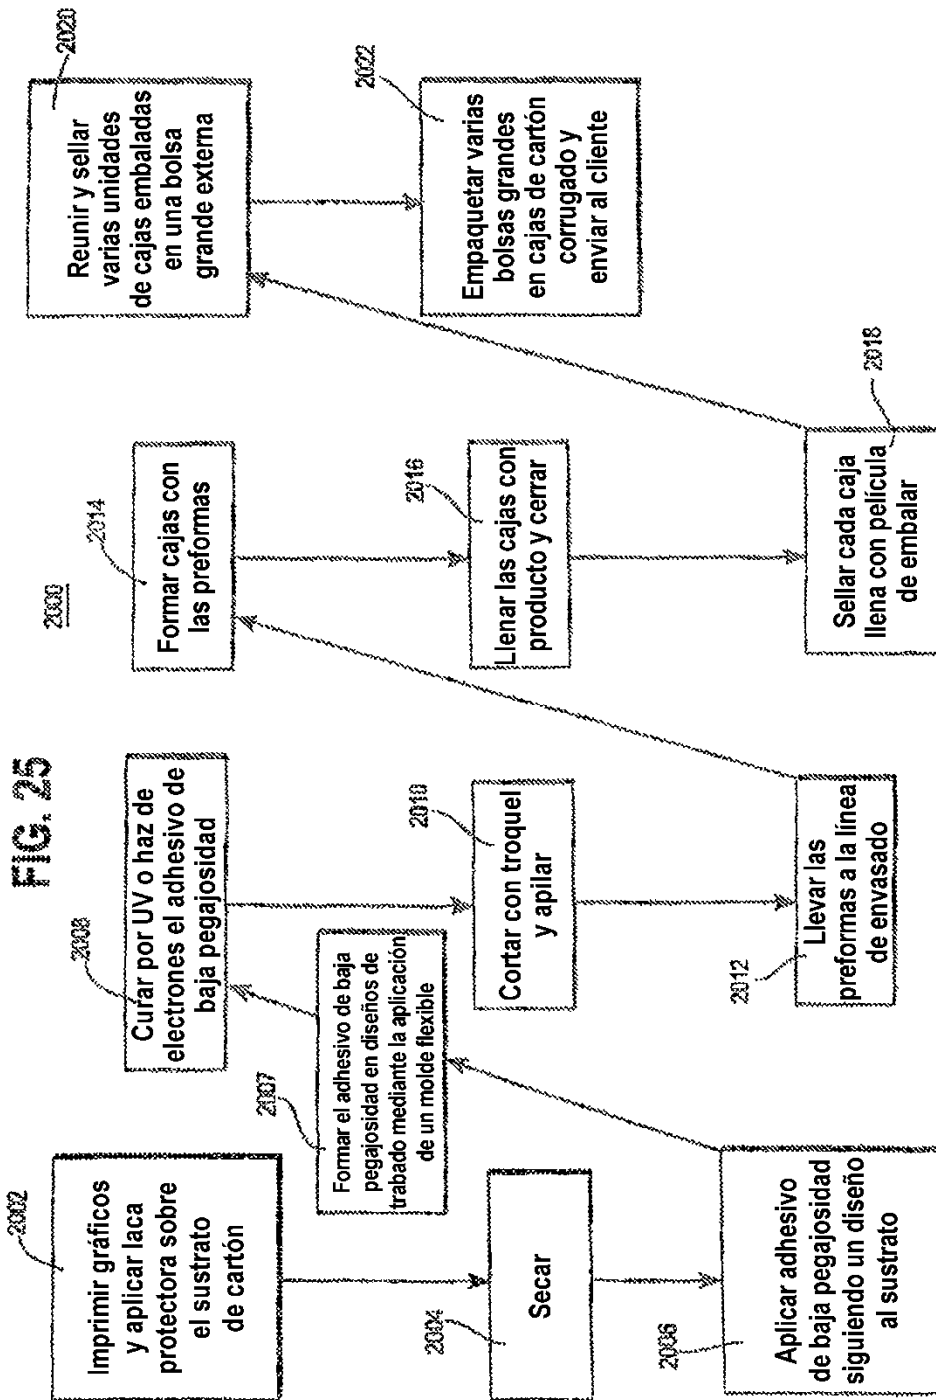 FIG. 25
2000
2002
Imprimir gráficos
y aplicar laca
protectora sobre
el sustrato
de cartón
2004
Secar
2006
Aplicar adhesivo
de baja pegajosidad
siguiendo un diseño
al sustrato
2007
Formar el adhesivo de baja
pegajosidad en diseños de
trabado mediante la aplicación
de un molde flexible
2008
Curar por UV o haz de
electrones el adhesivo de
baja pegajosidad
2010
Cortar con troquel
y apilar
2012
Llevar las
preformas a la línea
de envasado
2014
Formar cajas con
las preformas
2016
Llenar las cajas con
producto y cerrar
2018
Sellar cada caja
llena con película
de embalar
2020
Reunir y sellar
varias unidades
de cajas embaladas
en una bolsa
grande externa
2022
Empaquetar varias
bolsas grandes
en cajas de cartón
corrugado y
enviar al cliente